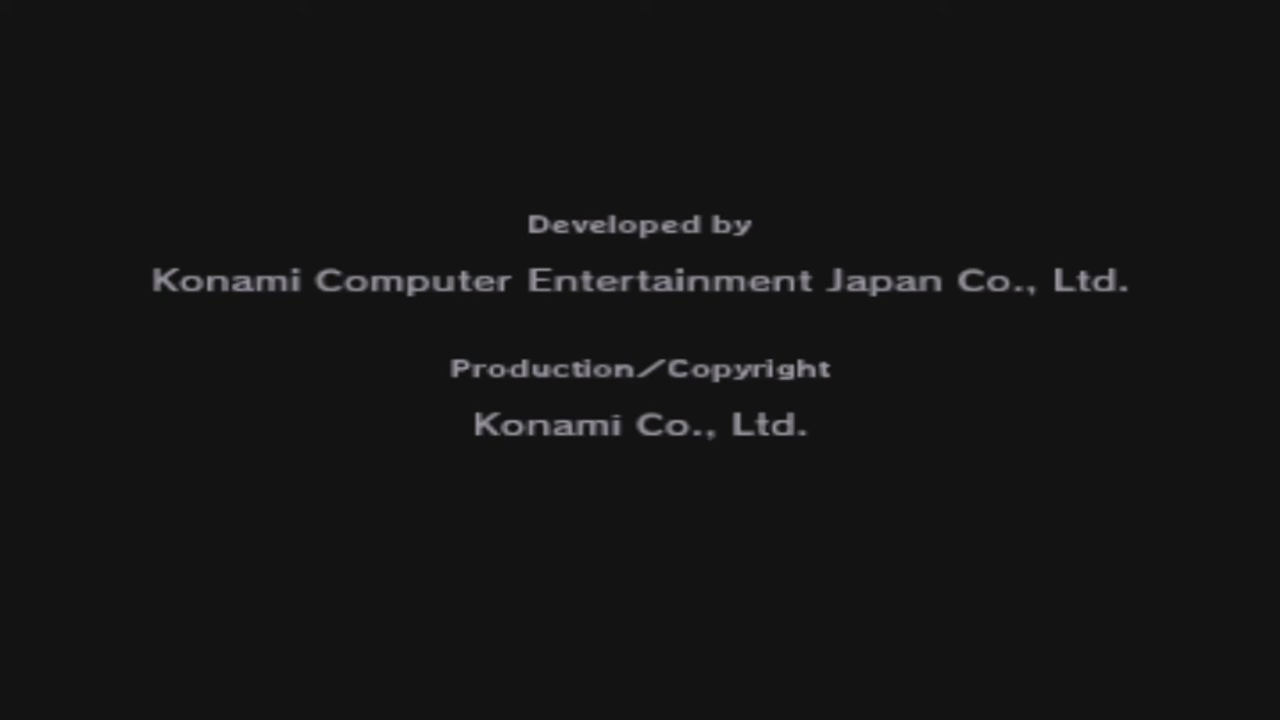 Developed by
Konami Computer Entertainment Japan Co., Ltd.
Production／Copyright
Konami Co., Ltd.